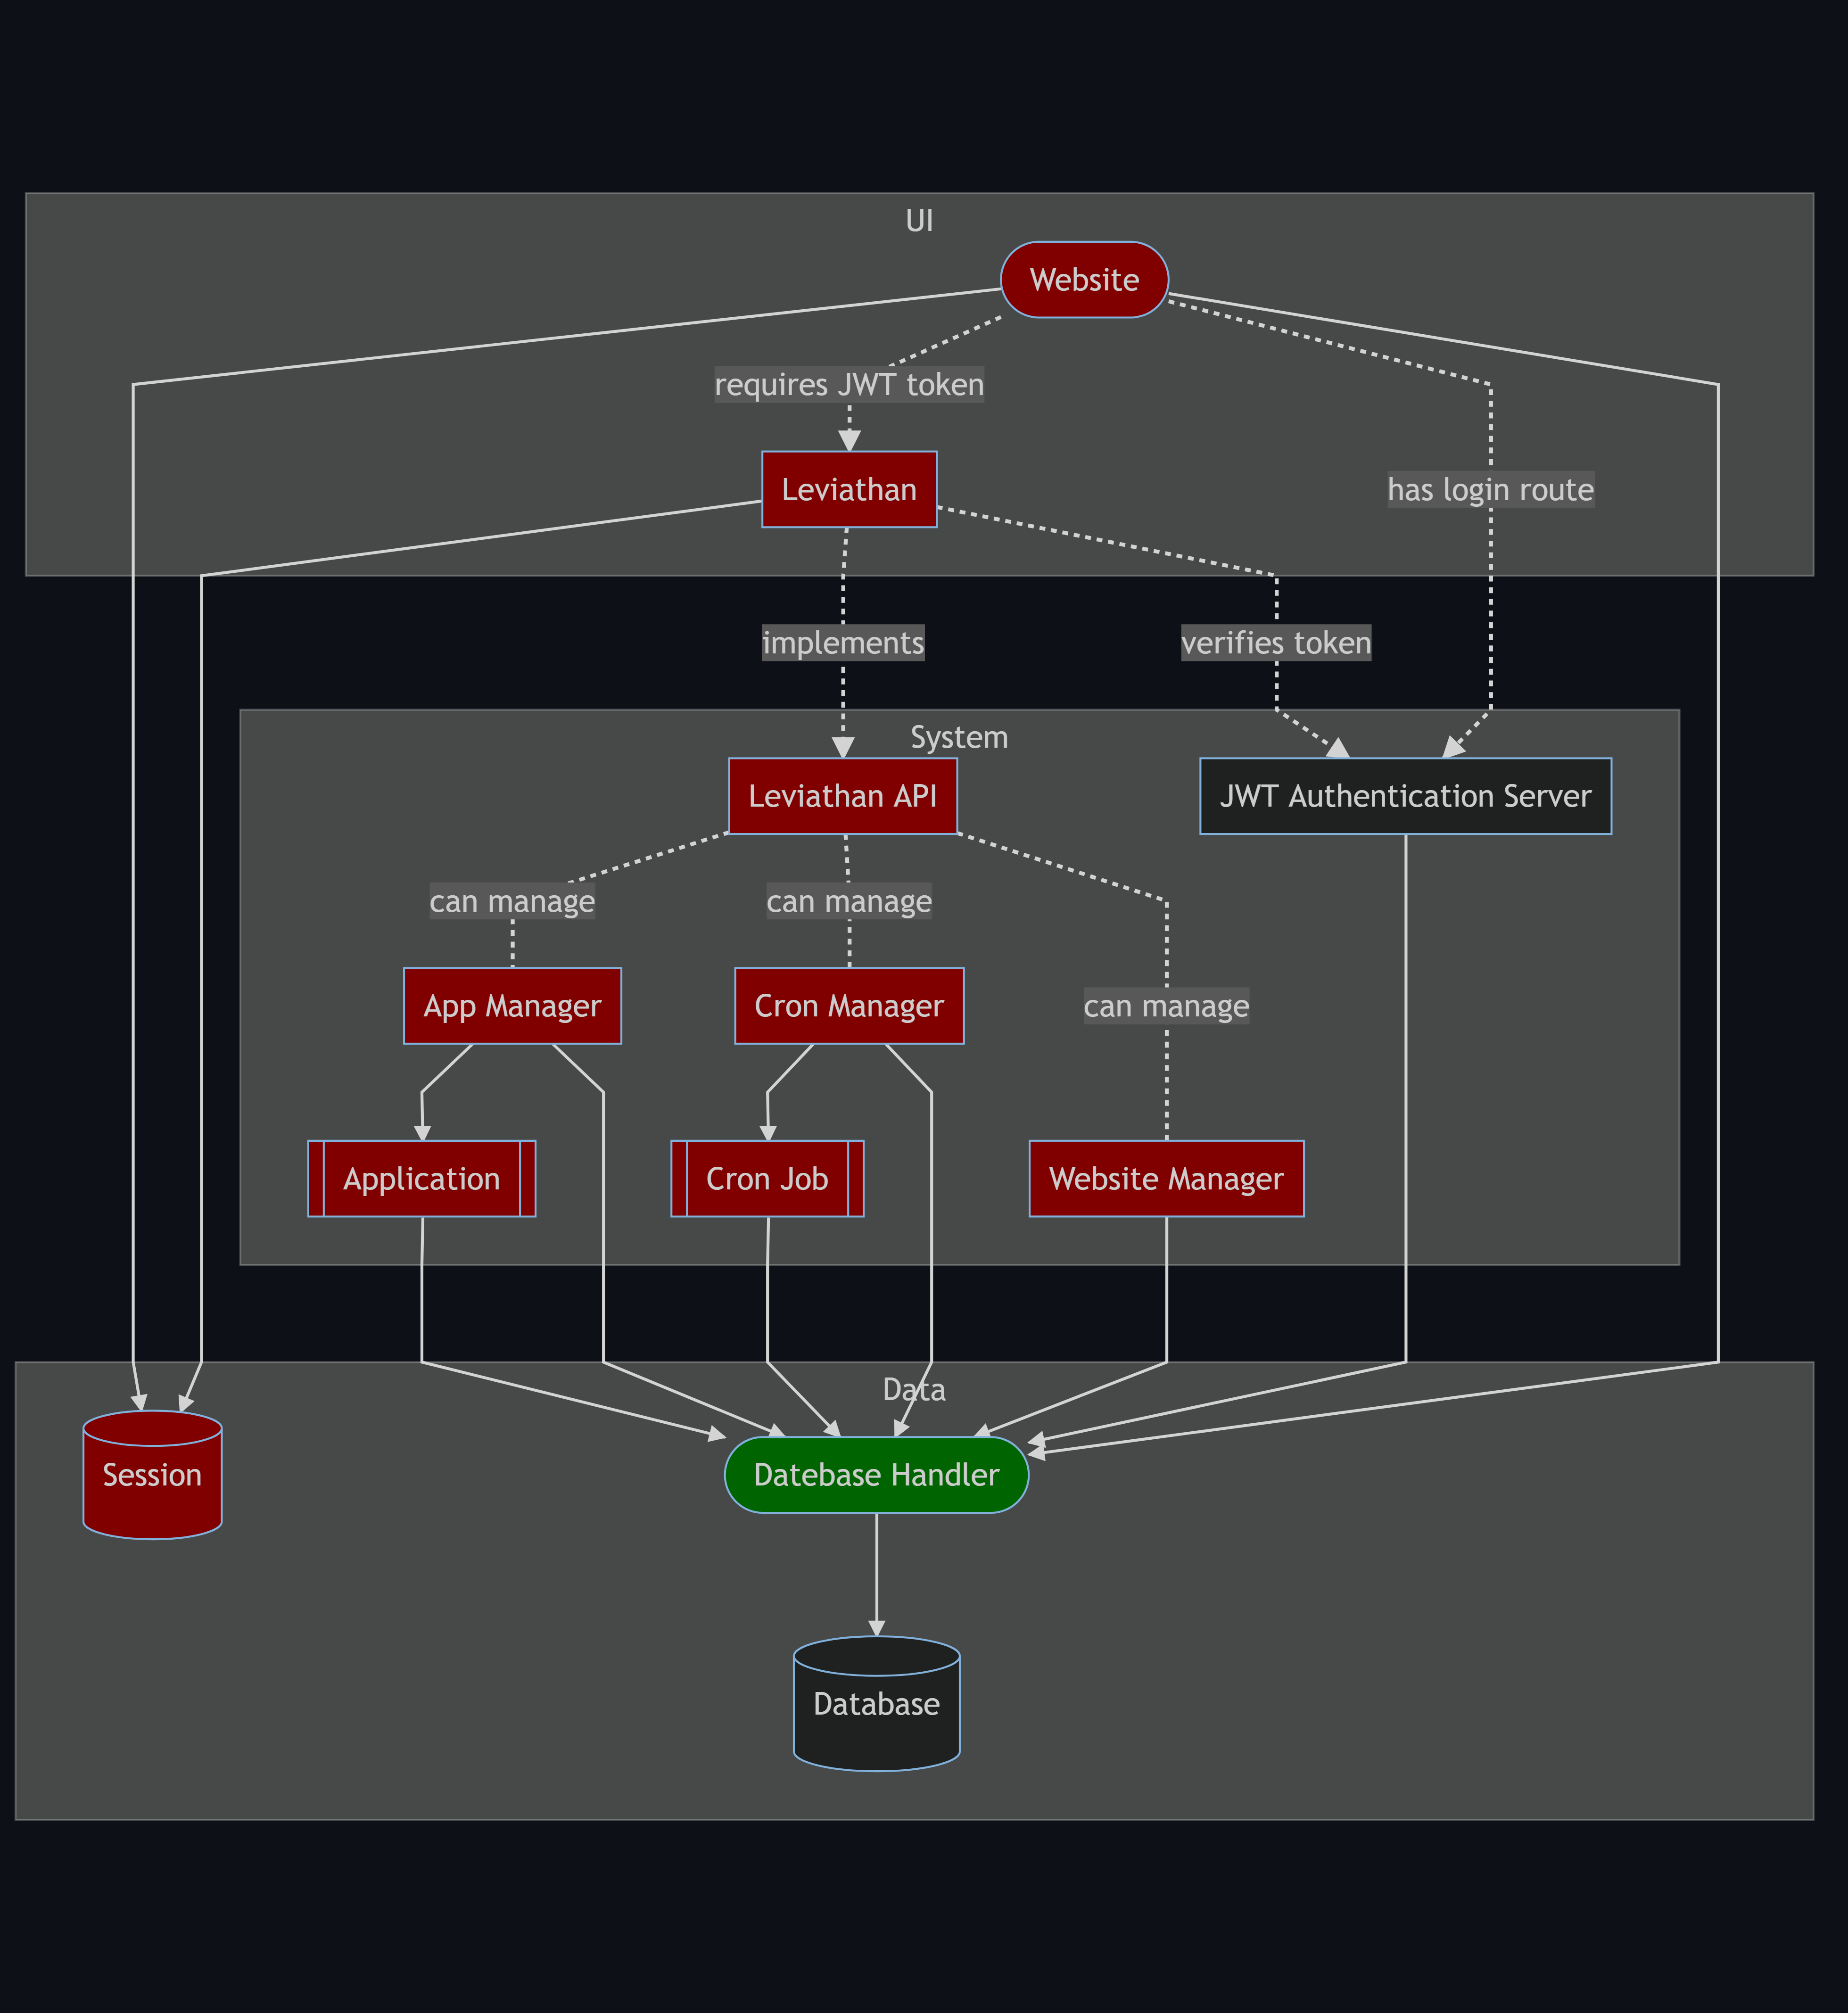 UI
Website
requires JWT token
Leviathan
has login route
implements
verifies token
System
Leviathan API
JWT Authentication Server
can manage
can manage
App Manager
Cron Manager
can manage
Application
Cron Job
Website Manager
Data
Session
Datebase Handler
Database